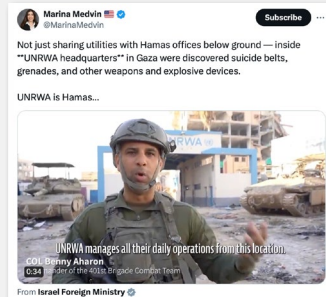 Marina Medvin
@MarinaMedvin
Subscribe
Not just sharing utilities with Hamas offices below ground — inside
**UNRWA headquarters** in Gaza were discovered suicide belts,
grenades, and other weapons and explosive devices.
UNRWA is Hamas...
UNRWA manages all their daily operations from this location.
COL Benny Aharon
0:34
of the 401st Brigade Combat Team
From Israel Foreign Ministry